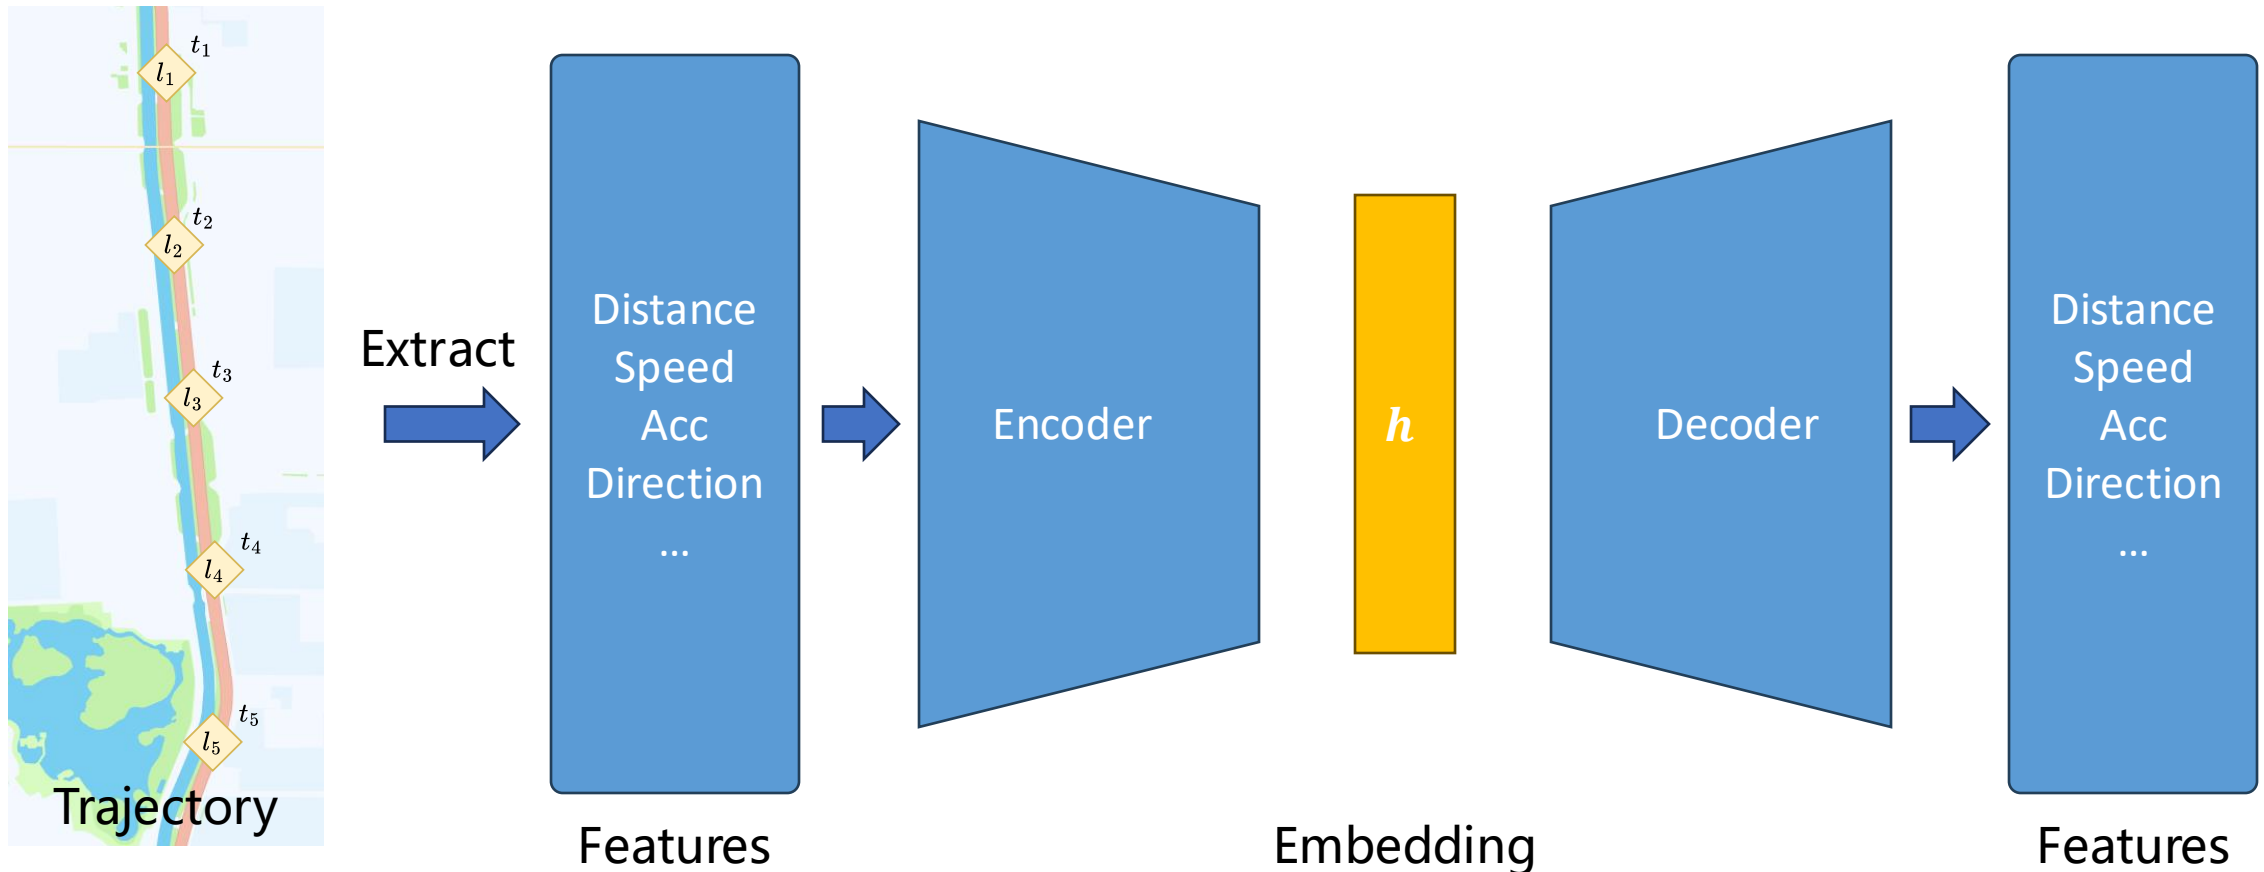 t₁
l₁
t₂
l₂
t₃
l₃
t₄
l₄
t₅
l₅
Trajectory
Extract
Distance
Speed
Acc
Direction
...
Features
Encoder
h
Embedding
Decoder
Distance
Speed
Acc
Direction
...
Features